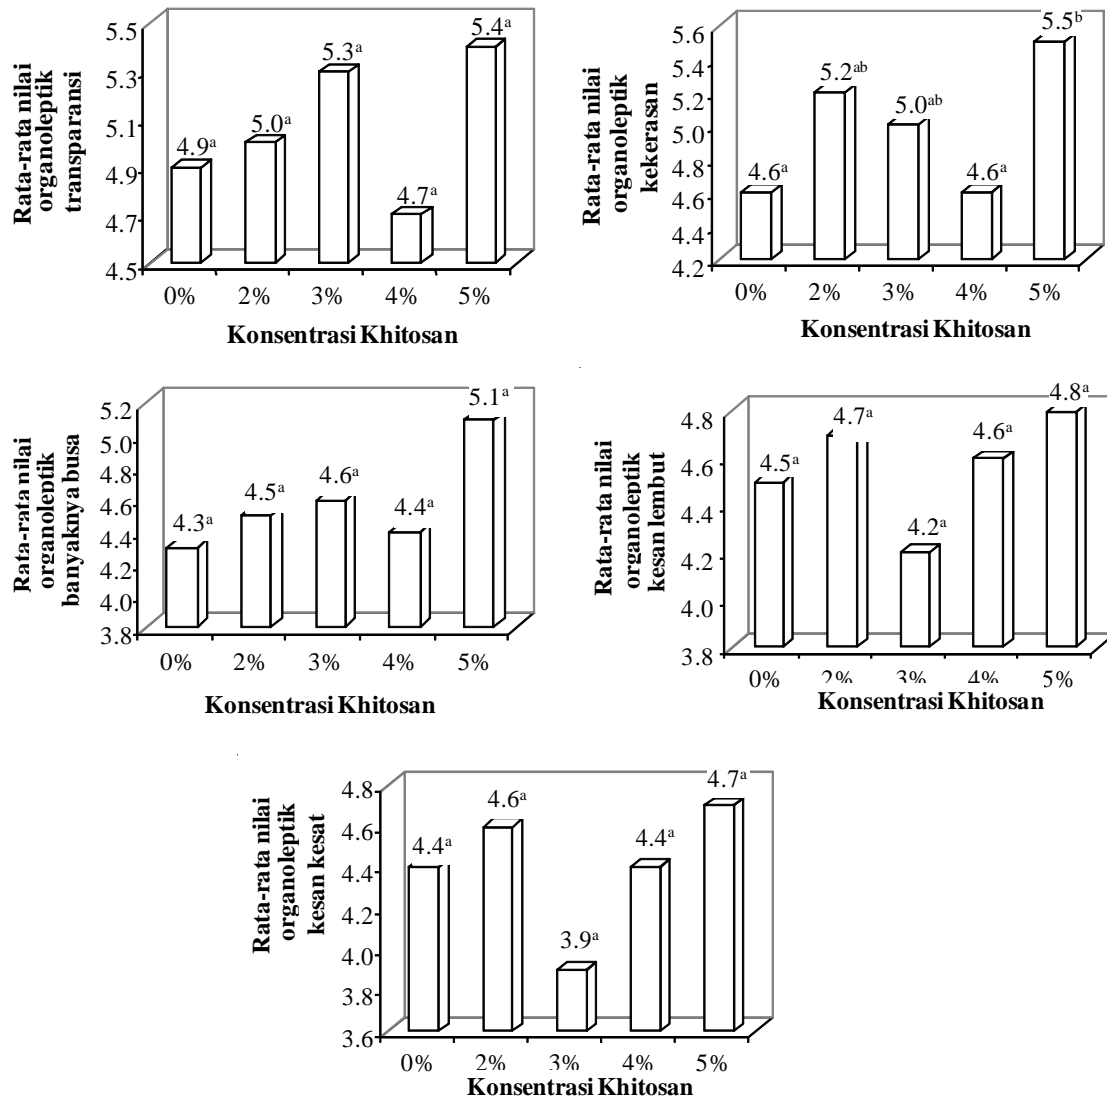 Rata-rata nilai
organoleptik
transparansi
5.5
5.3
5.1
4.9
4.7
4.5
4.9a
5.0a
5.3a
4.7a
5.4a
0% 2% 3% 4% 5%
Konsentrasi Khitosan
Rata-rata nilai
organoleptik
kekerasan
5.6
5.4
5.2
5.0
4.8
4.6
4.4
4.2
4.6a
5.2ab
5.0ab
4.6a
5.5b
0% 2% 3% 4% 5%
Konsentrasi Khitosan
Rata-rata nilai
organoleptik
banyaknya busa
5.2
5.0
4.8
4.6
4.4
4.2
4.0
3.8
4.3a
4.5a
4.6a
4.4a
5.1a
0% 2% 3% 4% 5%
Konsentrasi Khitosan
Rata-rata nilai
organoleptik
kesan lembut
4.8
4.6
4.4
4.2
4.0
3.8
4.5a
4.7a
4.2a
4.6a
4.8a
0% 2% 3% 4% 5%
Konsentrasi Khitosan
Rata-rata nilai
organoleptik
kesan kesat
4.8
4.6
4.4
4.2
4.0
3.8
3.6
4.4a
4.6a
3.9a
4.4a
4.7a
0% 2% 3% 4% 5%
Konsentrasi Khitosan